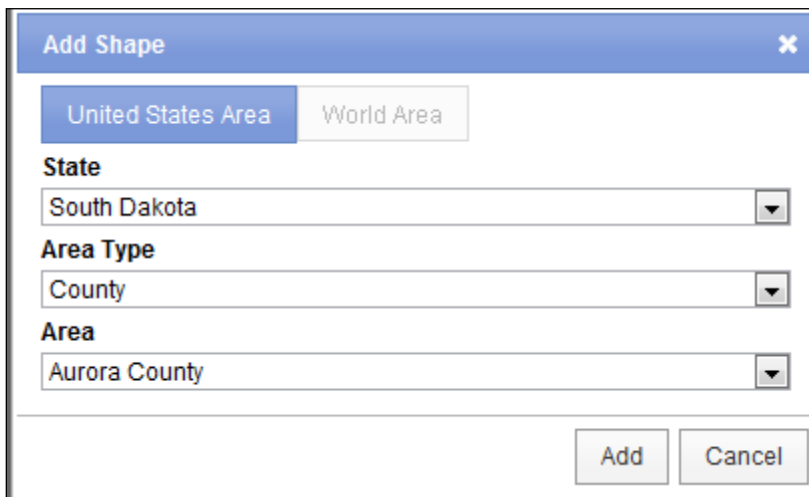 Add Shape
United States Area World Area
State
South Dakota
Area Type
County
Area
Aurora County
Add Cancel